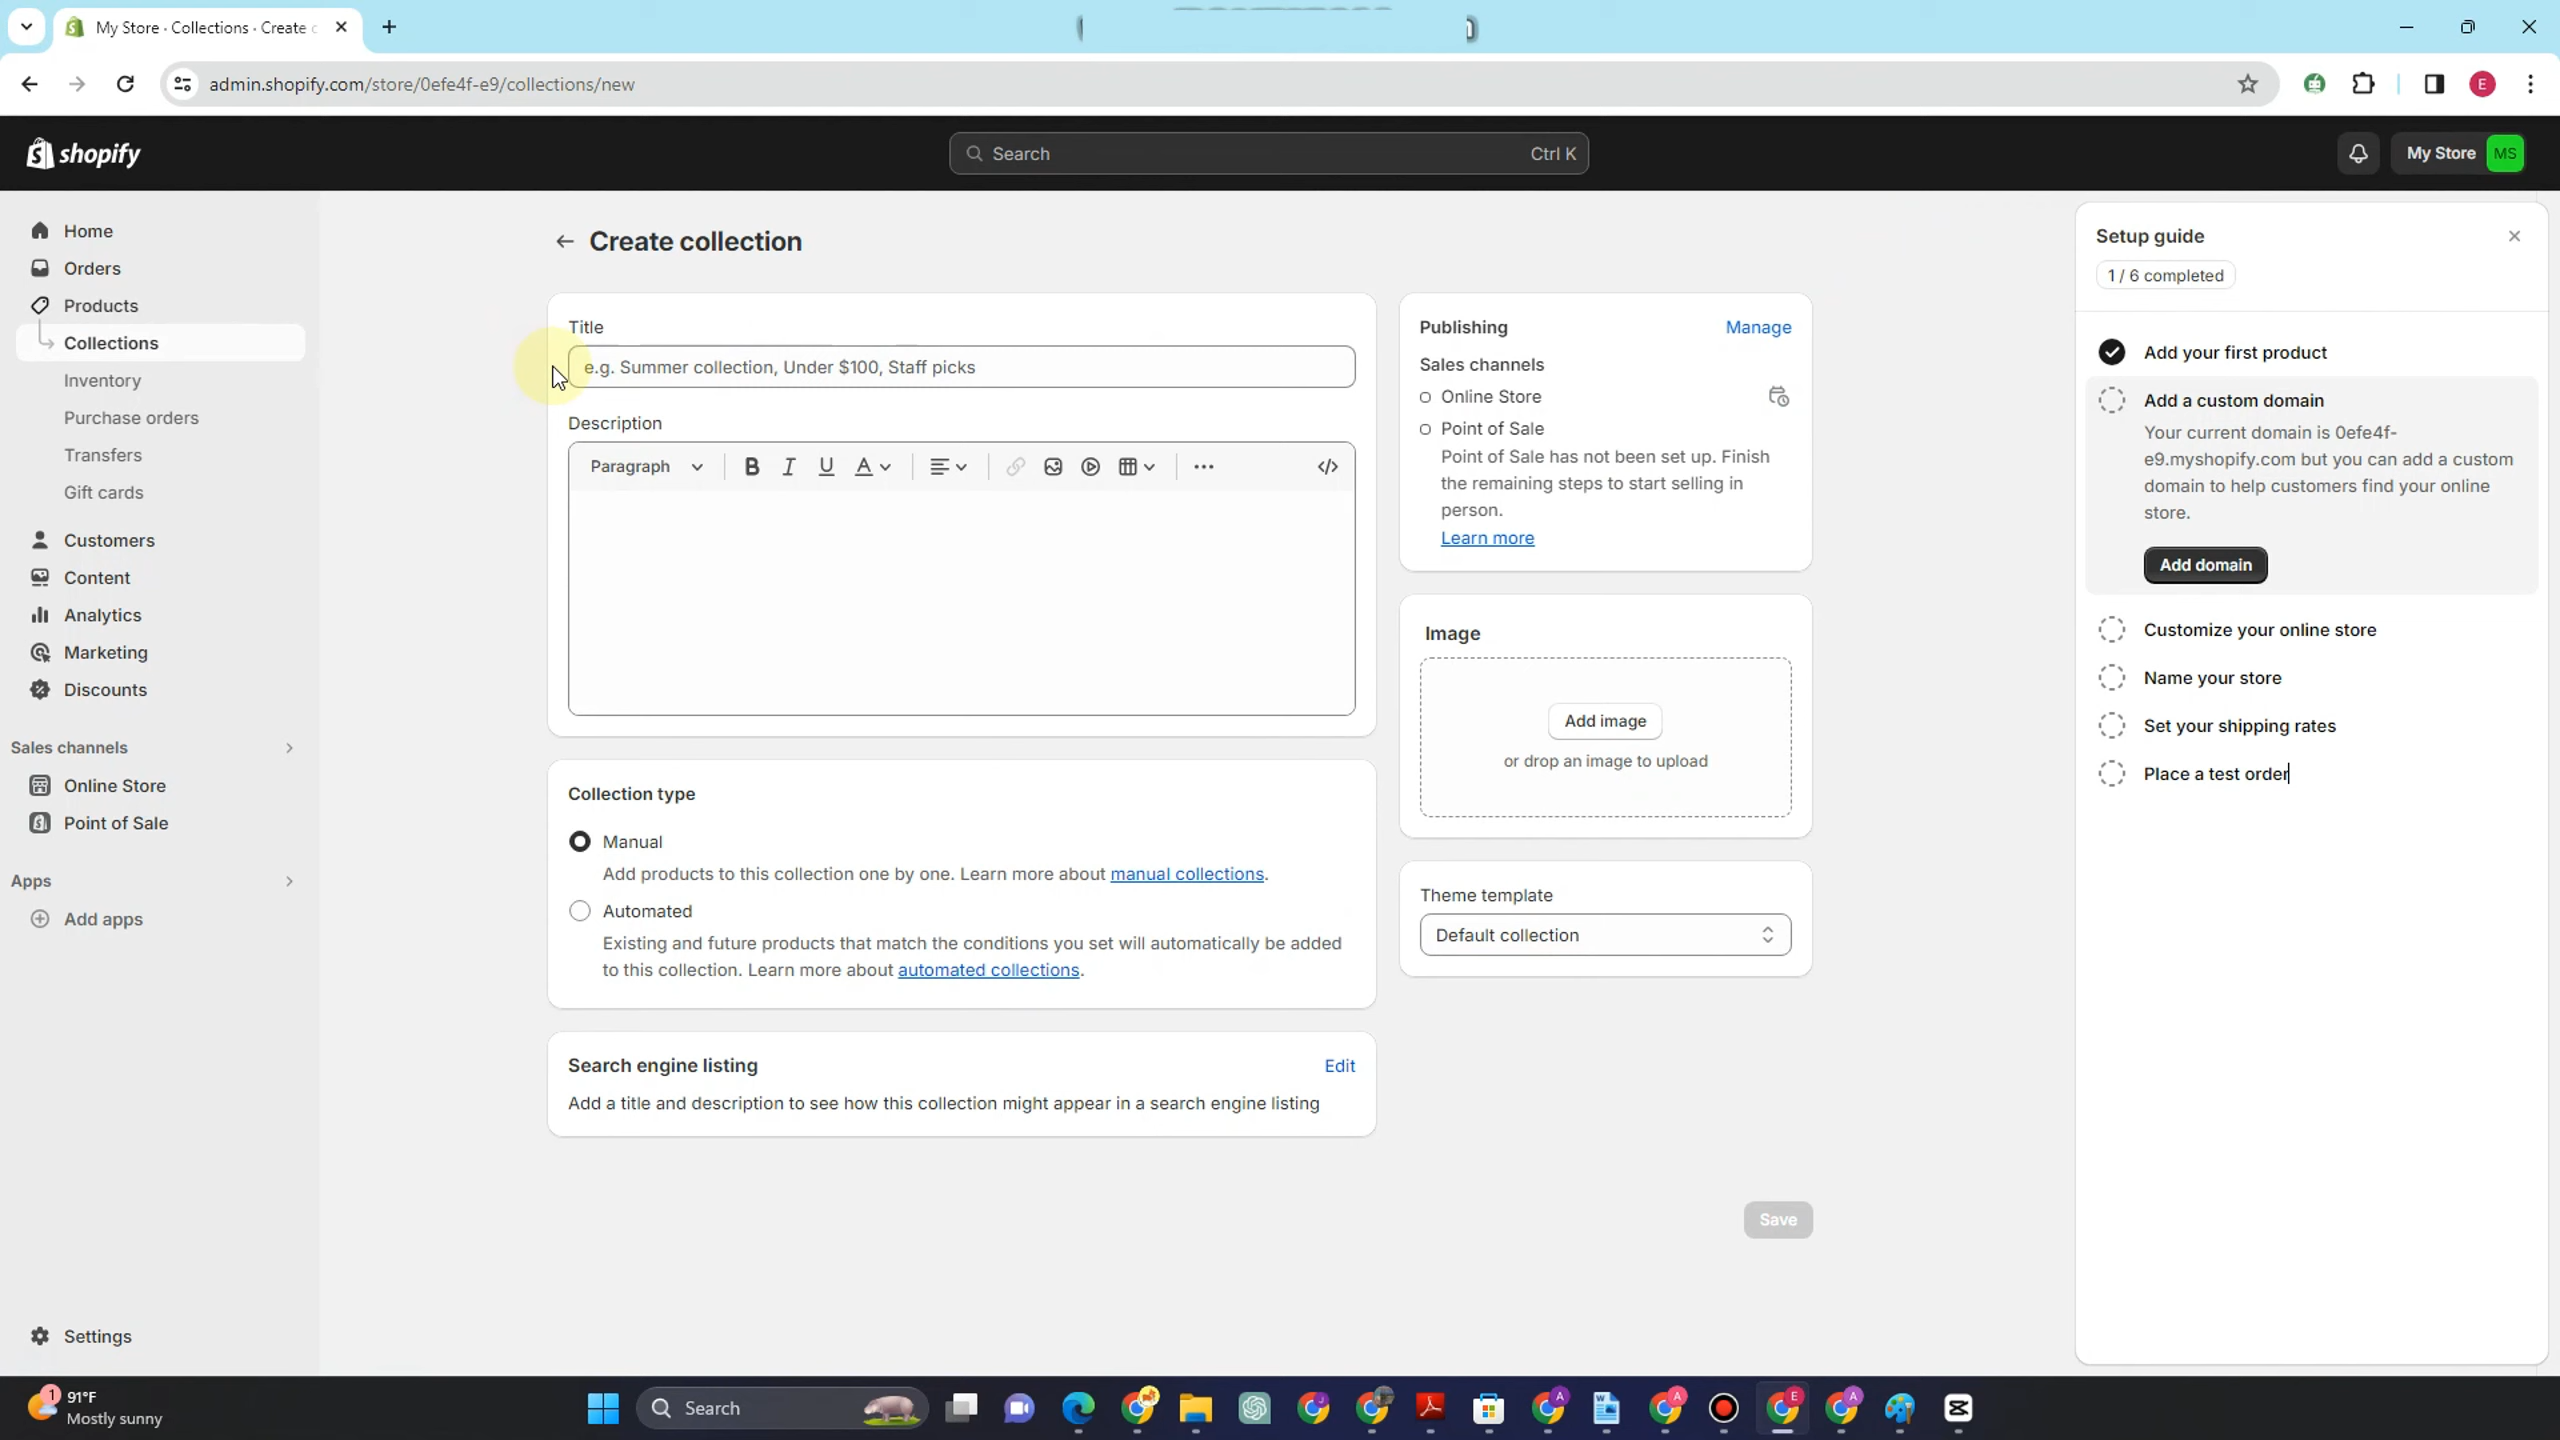 My Store · Collections · Create c
admin.shopify.com/store/0efe4f-e9/collections/new
E
shopify
Search
Ctrl K
My Store
MS
Home
Orders
Products
Collections
Inventory
Purchase orders
Transfers
Gift cards
Customers
Content
Analytics
Marketing
Discounts
Sales channels
Online Store
Point of Sale
Apps
Add apps
Settings
Create collection
Title
e.g. Summer collection, Under $100, Staff picks
Description
Paragraph
B I U A
Collection type
Manual
Add products to this collection one by one. Learn more about manual collections.
Automated
Existing and future products that match the conditions you set will automatically be added
to this collection. Learn more about automated collections.
Search engine listing
Edit
Add a title and description to see how this collection might appear in a search engine listing
Publishing
Manage
Sales channels
Online Store
Point of Sale
Point of Sale has not been set up. Finish
the remaining steps to start selling in
person.
Learn more
Image
Add image
or drop an image to upload
Theme template
Default collection
Save
Setup guide
1 / 6 completed
Add your first product
Add a custom domain
Your current domain is 0efe4f-
e9.myshopify.com but you can add a custom
domain to help customers find your online
store.
Add domain
Customize your online store
Name your store
Set your shipping rates
Place a test order
1
91°F
Mostly sunny
Search
J
A
W
A
E
A